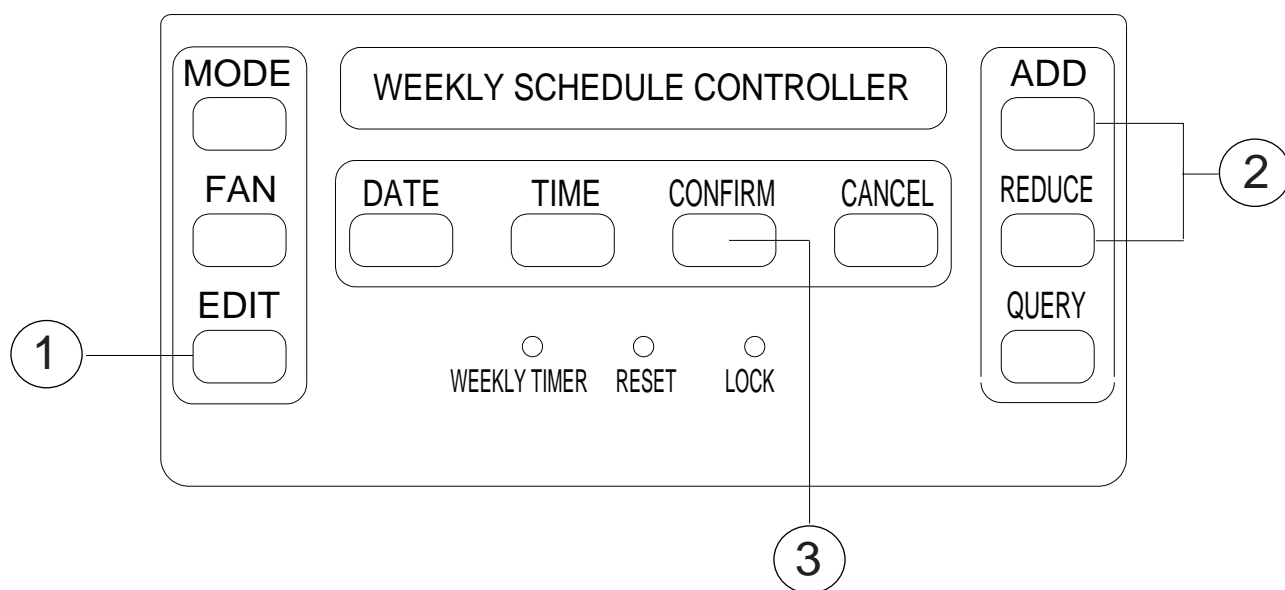 MODE
WEEKLY SCHEDULE CONTROLLER
ADD
FAN
DATE
TIME
CONFIRM
CANCEL
REDUCE
2
EDIT
QUERY
1
WEEKLY TIMER
RESET
LOCK
3